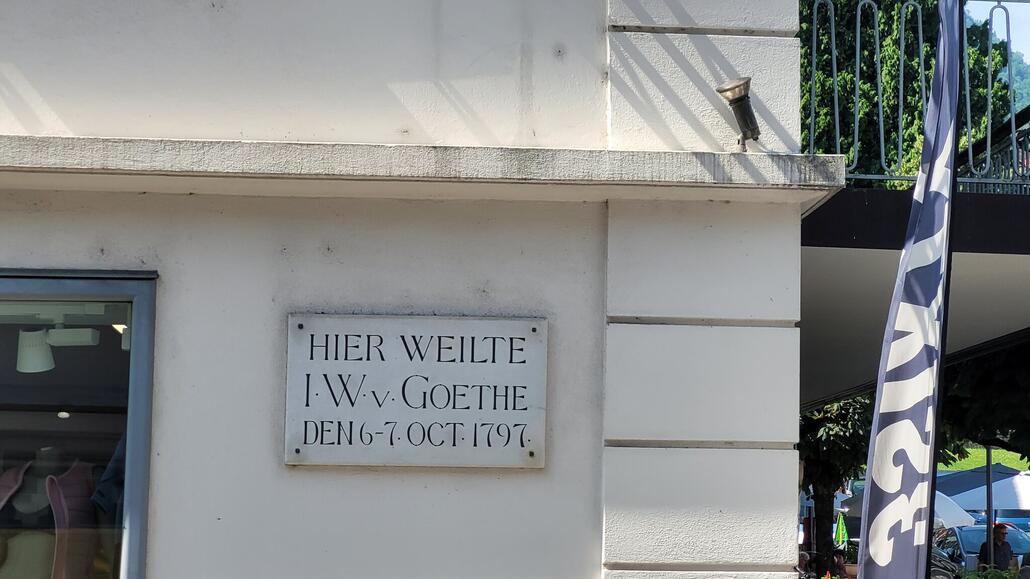 HIER WEILTE
I·W·v·GOETHE
DEN 6-7·OCT·1797·